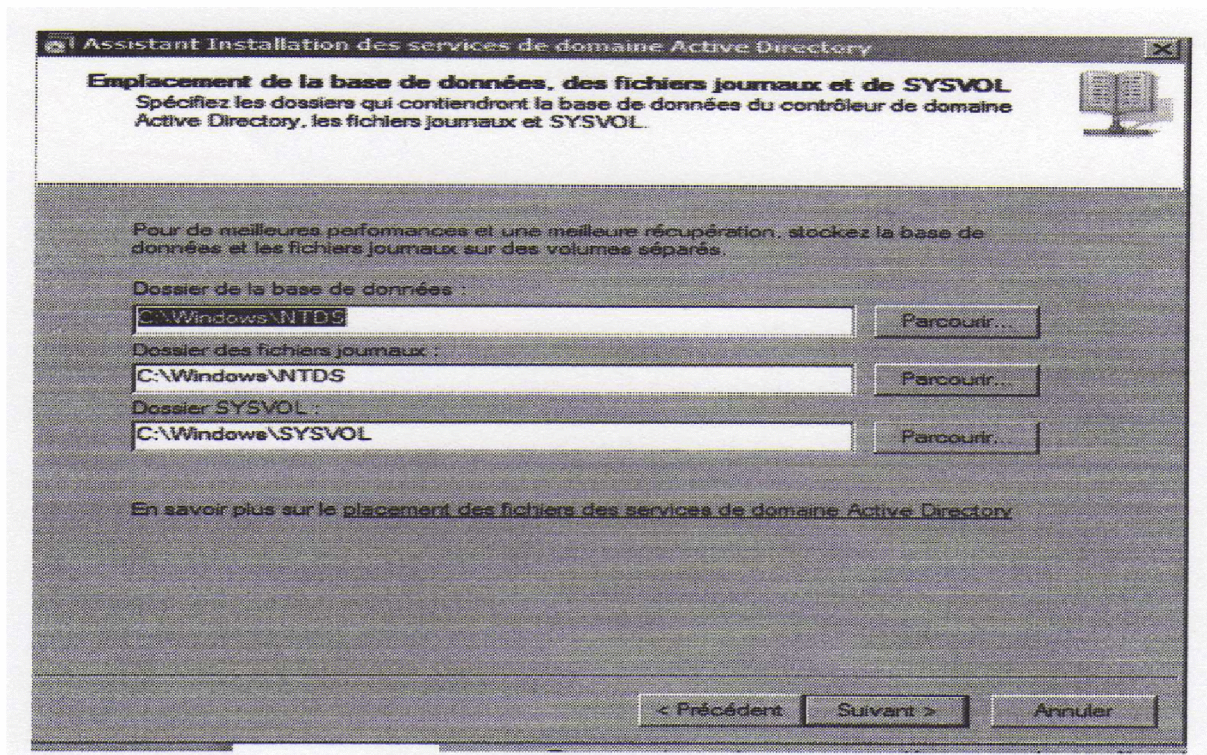 Assistant Installation des services de domaine Active Directory
Emplacement de la base de données, des fichiers journaux et de SYSVOL
Spécifiez les dossiers qui contiendront la base de données du contrôleur de domaine
Active Directory, les fichiers journaux et SYSVOL.
Pour de meilleures performances et une meilleure récupération, stockez la base de
données et les fichiers journaux sur des volumes séparés.
Dossier de la base de données :
C:\Windows\NTDS
Parcourir...
Dossier des fichiers journaux :
C:\Windows\NTDS
Parcourir...
Dossier SYSVOL :
C:\Windows\SYSVOL
Parcourir...
En savoir plus sur le placement des fichiers des services de domaine Active Directory
< Précédent
Suivant >
Annuler